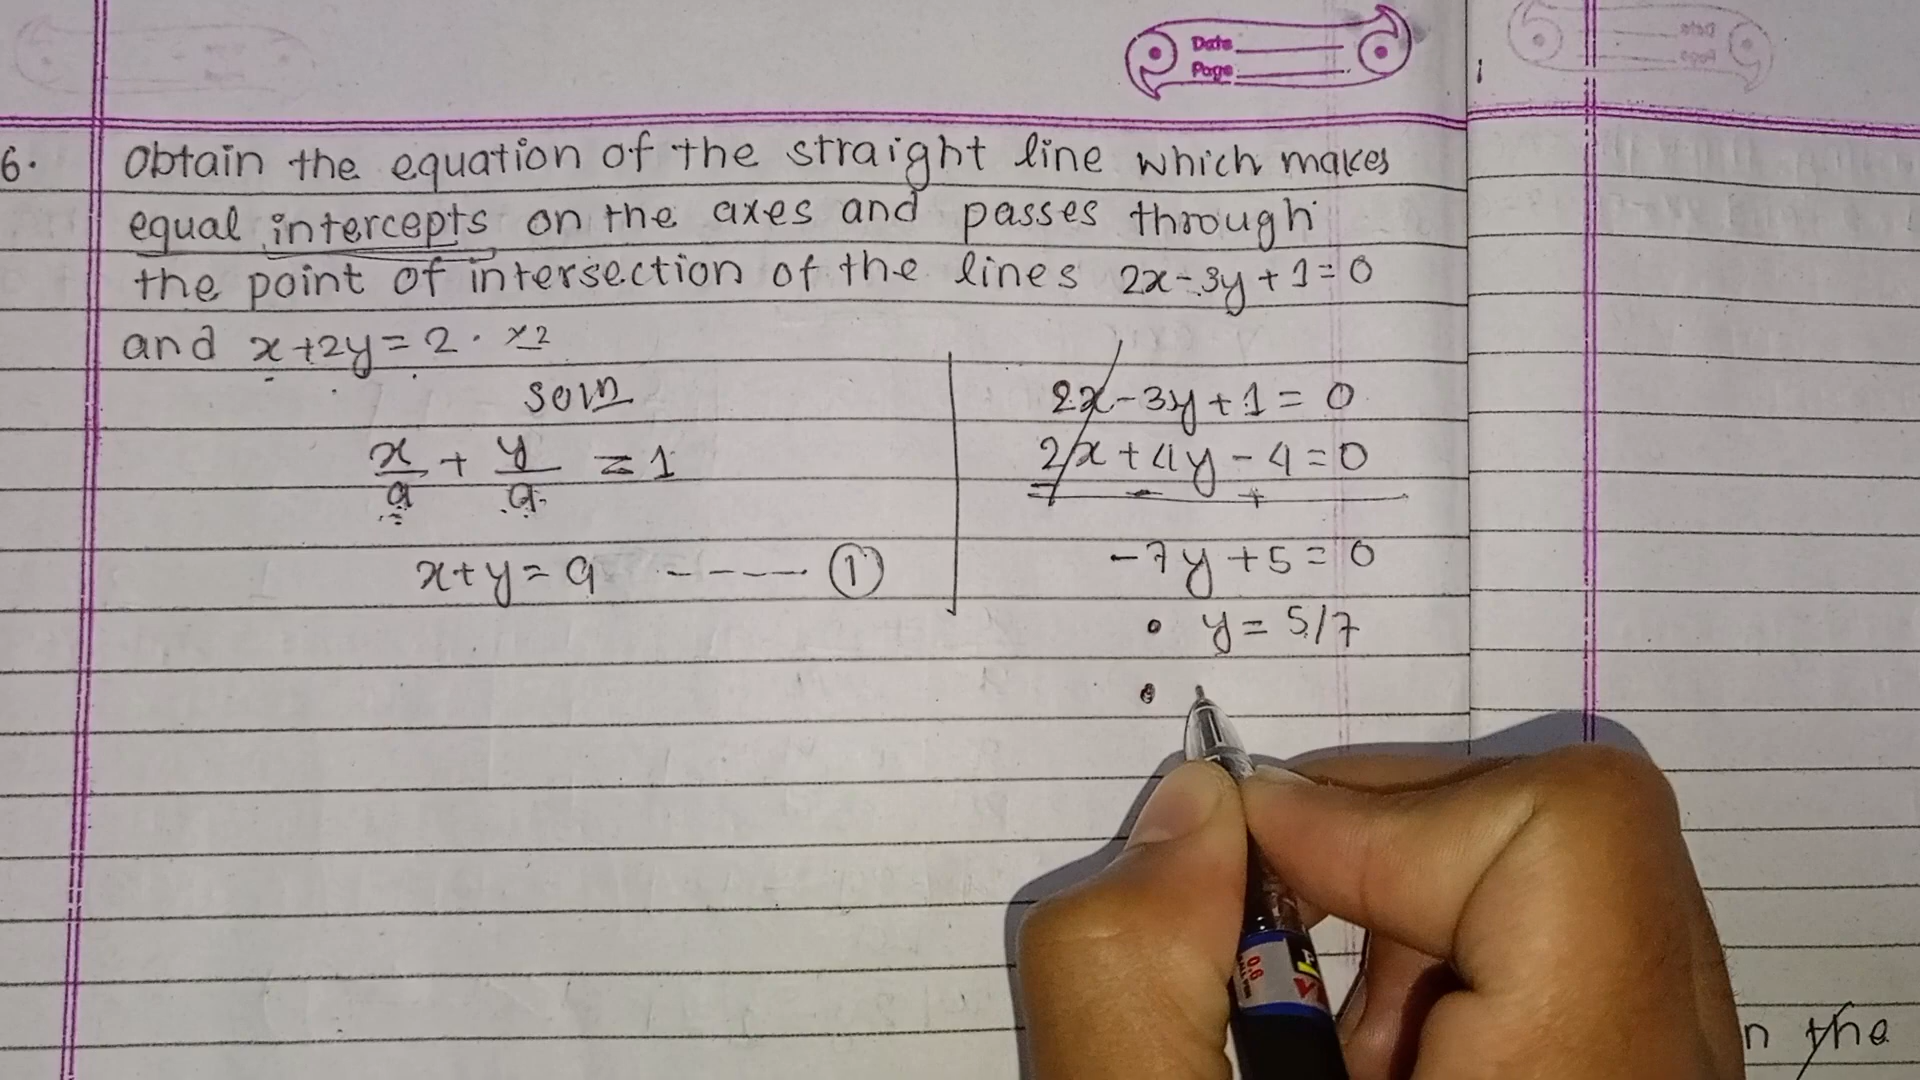 Date
Page
6. Obtain the equation of the straight line which makes
equal intercepts on the axes and passes through
the point of intersection of the lines 2x-3y+1=0
and x+2y=2. x2
soln
x/a + y/a = 1
x+y=a ----- ①
2x-3y+1=0
2x+4y-4=0
- - +
-7y+5=0
y=5/7
0.6
n the